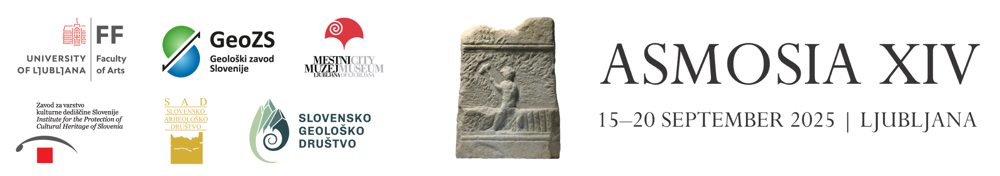 FF
UNIVERSITY
OF LJUBLJANA
Faculty
of Arts
GeoZS
Geološki zavod
Slovenije
MESTNI CITY
MUZEJ MUSEUM
LJUBLJANA OF LJUBLJANA
Zavod za varstvo
kulturne dediščine Slovenije
Institute for the Protection of
Cultural Heritage of Slovenia
S A D
SLOVENSKO
ARHEOLOŠKO
DRUŠTVO
SLOVENSKO
GEOLOŠKO
DRUŠTVO
ASMOSIA XIV
15–20 SEPTEMBER 2025 | LJUBLJANA